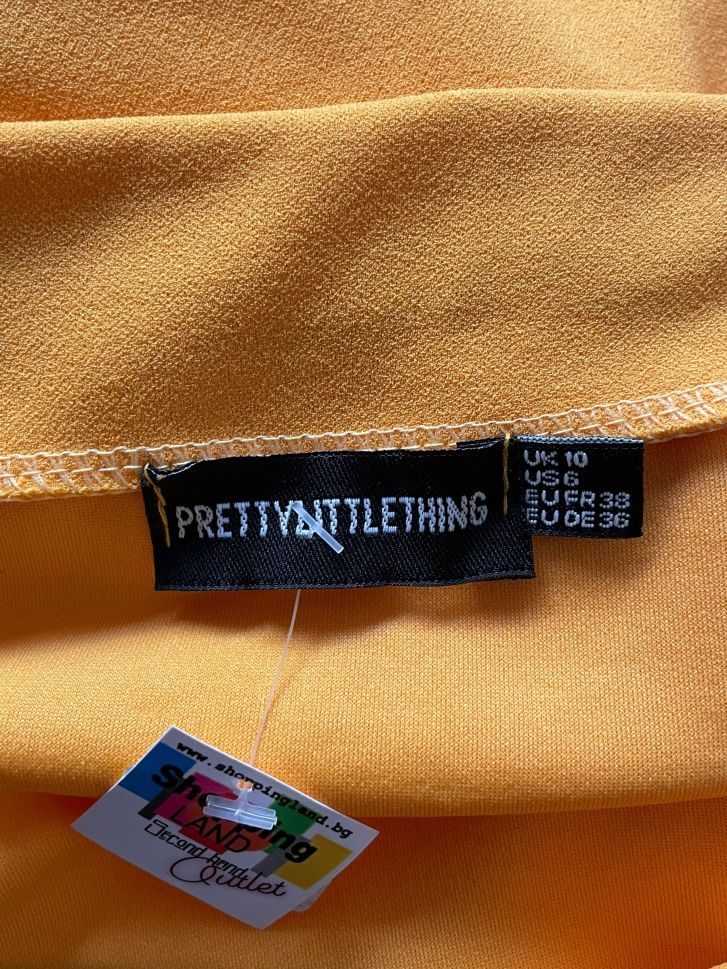 PRETTYLITTLETHING
UK 10
US 6
EU FR 38
EU DE 36
www.shoppingland.bg
Shopping
LAND
Second hand
Outlet